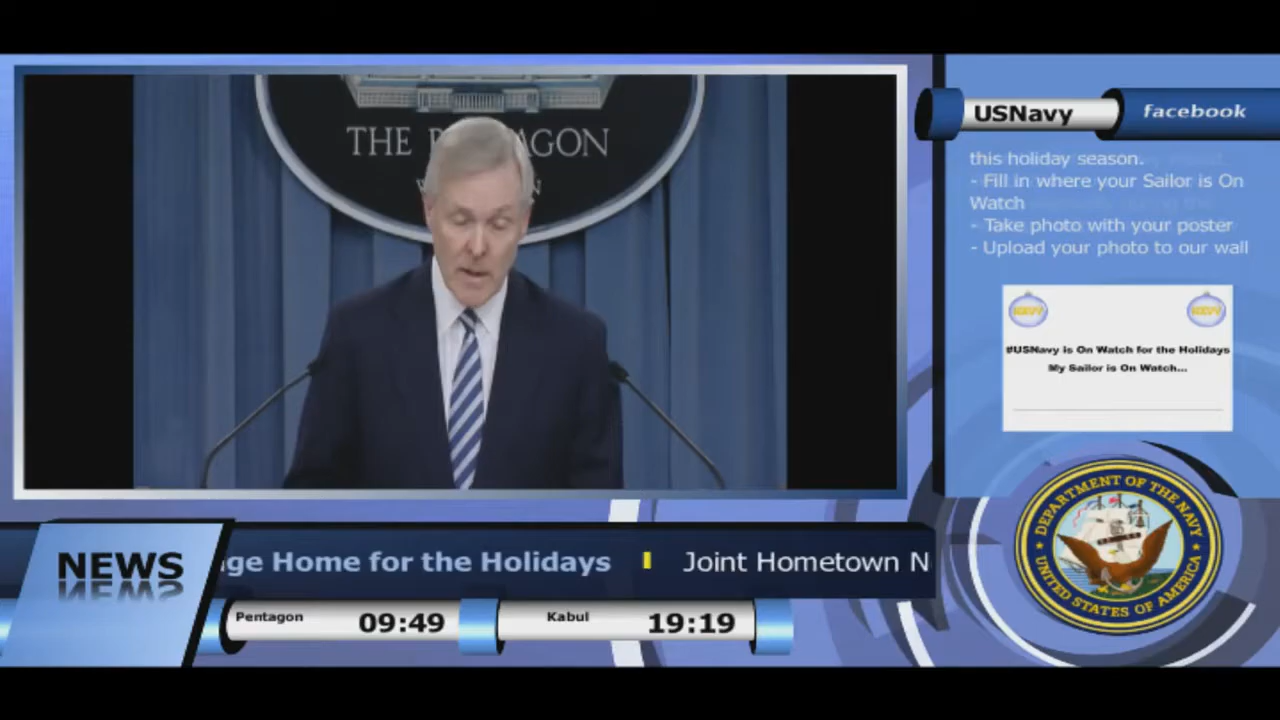 THE PENTAGON
USNavy
facebook
this holiday season.
- Fill in where your Sailor is On
Watch
- Take photo with your poster
- Upload your photo to our wall
NAVY
NAVY
#USNavy is On Watch for the Holidays
My Sailor is On Watch...
DEPARTMENT OF THE NAVY
UNITED STATES OF AMERICA
NEWS
ge Home for the Holidays
Joint Hometown N
Pentagon
09:49
Kabul
19:19